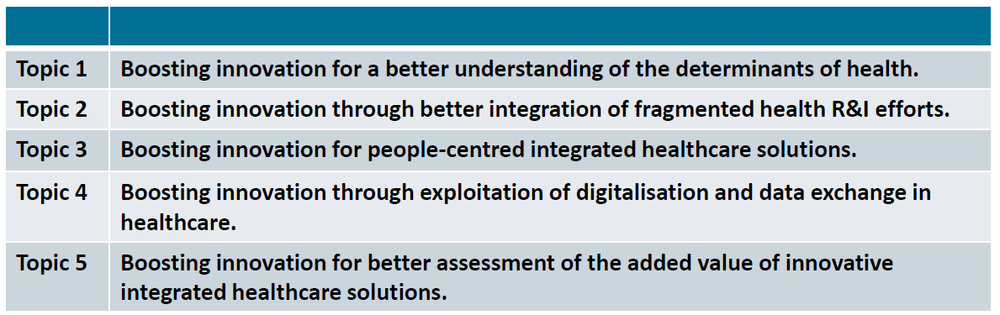 Topic 1 Boosting innovation for a better understanding of the determinants of health.
Topic 2 Boosting innovation through better integration of fragmented health R&I efforts.
Topic 3 Boosting innovation for people-centred integrated healthcare solutions.
Topic 4 Boosting innovation through exploitation of digitalisation and data exchange in
healthcare.
Topic 5 Boosting innovation for better assessment of the added value of innovative
integrated healthcare solutions.